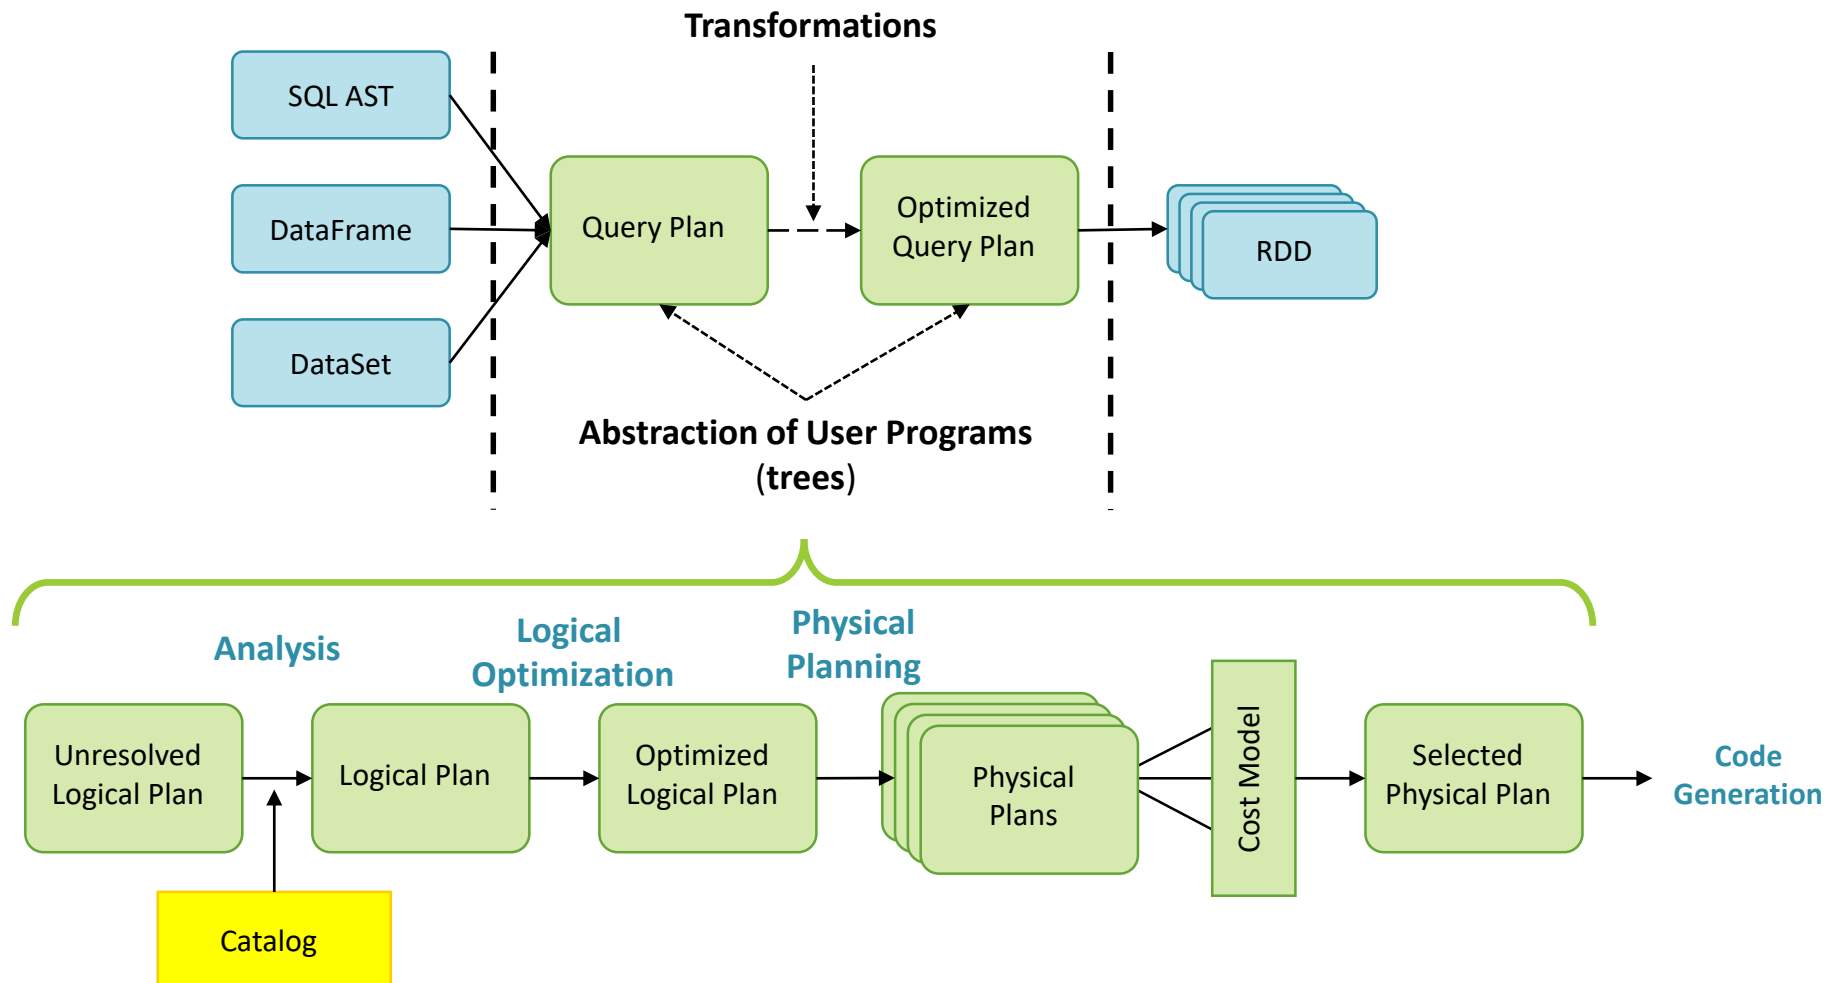 Transformations
SQL AST
DataFrame
DataSet
Query Plan
Optimized
Query Plan
RDD
Abstraction of User Programs
(trees)
Analysis
Logical
Optimization
Physical
Planning
Unresolved
Logical Plan
Logical Plan
Optimized
Logical Plan
Physical
Plans
Cost Model
Selected
Physical Plan
Code
Generation
Catalog